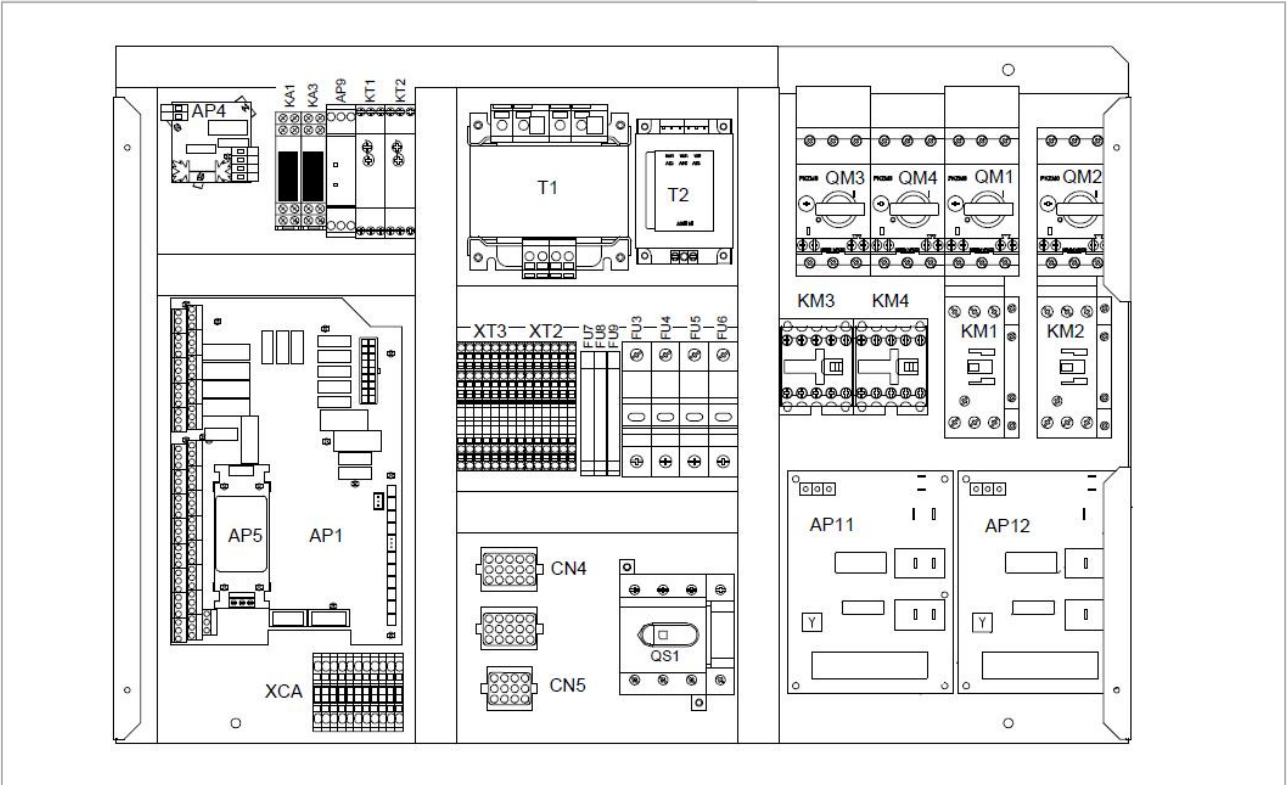 AP4
KA1
KA3
AP9
KT1
KT2
T1
T2
QM3
QM4
QM1
QM2
KM3
KM4
KM1
KM2
XT3
XT2
FU7
FU8
FU9
FU3
FU4
FU5
FU6
AP5
AP1
AP11
AP12
Y
Y
CN4
CN5
QS1
XCA